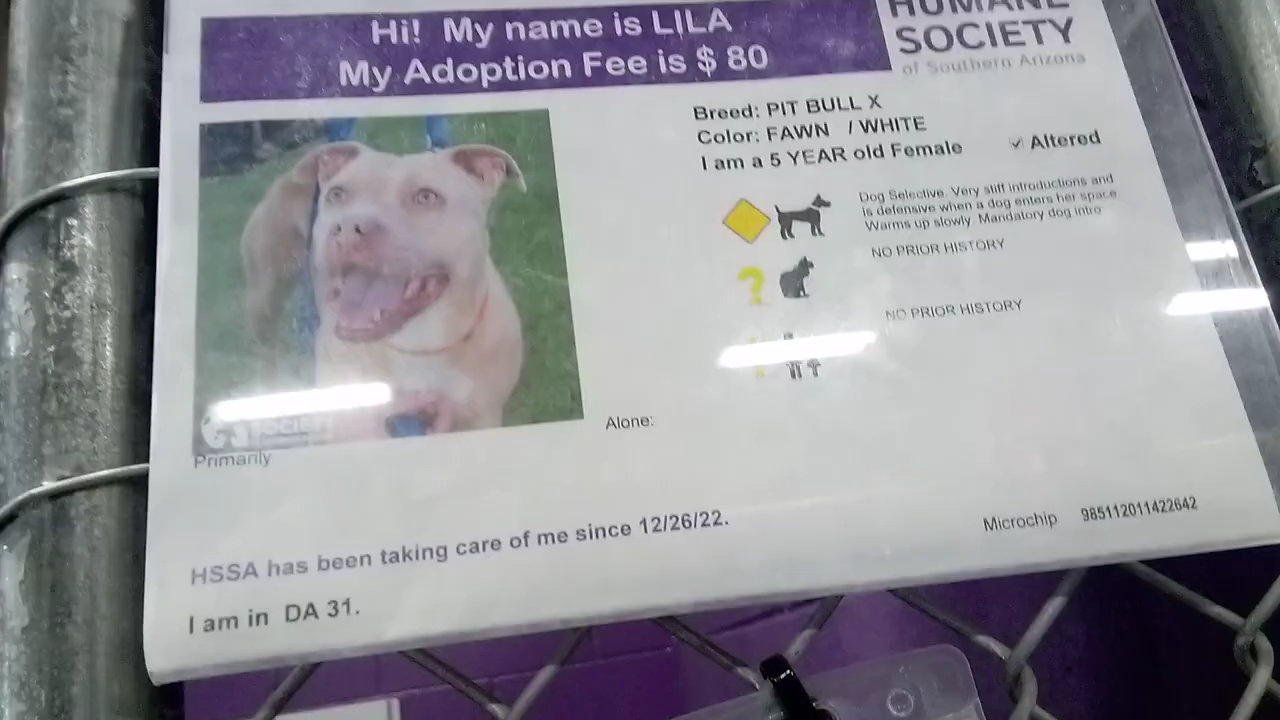 Hi! My name is LILA
My Adoption Fee is $ 80
HUMANE
SOCIETY
of Southern Arizona
Breed: PIT BULL X
Color: FAWN / WHITE
I am a 5 YEAR old Female ✓ Altered
Dog Selective. Very stiff introductions and
is defensive when a dog enters her space.
Warms up slowly. Mandatory dog intro
NO PRIOR HISTORY
?
NO PRIOR HISTORY
Alone:
SOCIETY
Primarily
HSSA has been taking care of me since 12/26/22.
Microchip 985112011422642
I am in DA 31.